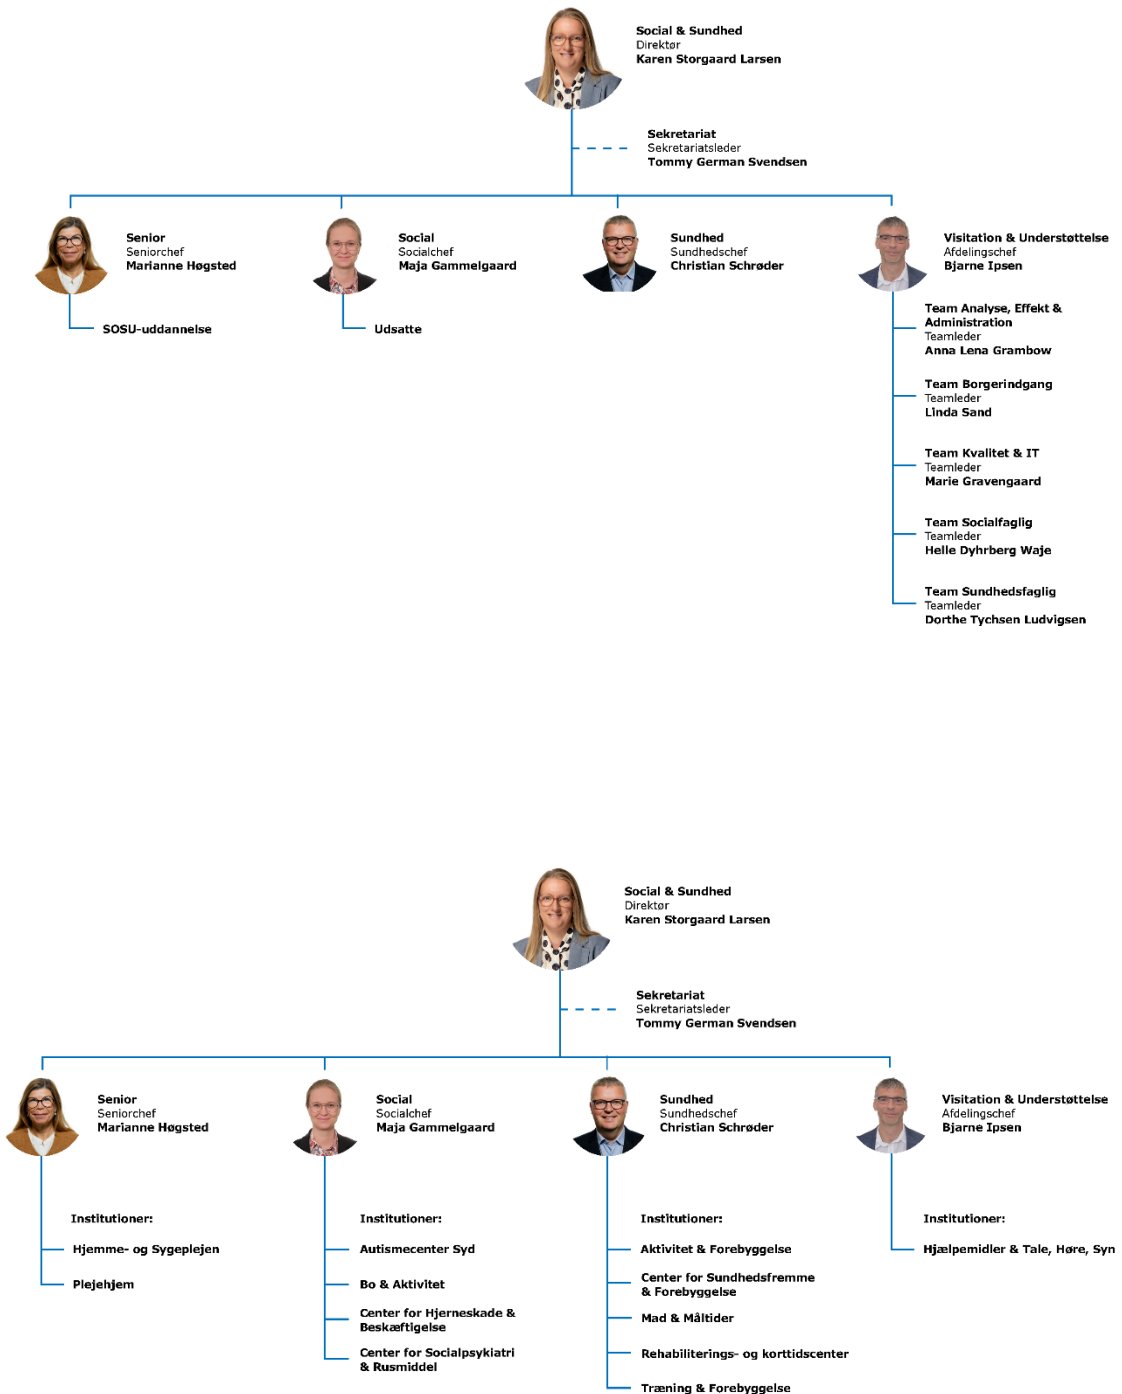 Social & Sundhed
Direktør
Karen Storgaard Larsen
Sekretariat
Sekretariatsleder
Tommy German Svendsen
Senior
Seniorchef
Marianne Høgsted
Social
Socialchef
Maja Gammelgaard
Sundhed
Sundhedschef
Christian Schrøder
Visitation & Understøttelse
Afdelingschef
Bjarne Ipsen
SOSU-uddannelse
Udsatte
Team Analyse, Effekt &
Administration
Teamleder
Anna Lena Grambow
Team Borgerindgang
Teamleder
Linda Sand
Team Kvalitet & IT
Teamleder
Marie Gravengaard
Team Socialfaglig
Teamleder
Helle Dyhrberg Waje
Team Sundhedsfaglig
Teamleder
Dorthe Tychsen Ludvigsen
Social & Sundhed
Direktør
Karen Storgaard Larsen
Sekretariat
Sekretariatsleder
Tommy German Svendsen
Senior
Seniorchef
Marianne Høgsted
Social
Socialchef
Maja Gammelgaard
Sundhed
Sundhedschef
Christian Schrøder
Visitation & Understøttelse
Afdelingschef
Bjarne Ipsen
Institutioner:
Hjemme- og Sygeplejen
Plejehjem
Institutioner:
Autismecenter Syd
Bo & Aktivitet
Center for Hjerneskade &
Beskæftigelse
Center for Socialpsykiatri
& Rusmiddel
Institutioner:
Aktivitet & Forebyggelse
Center for Sundhedsfremme
& Forebyggelse
Mad & Måltider
Rehabiliterings- og korttidscenter
Træning & Forebyggelse
Institutioner:
Hjælpemidler & Tale, Høre, Syn